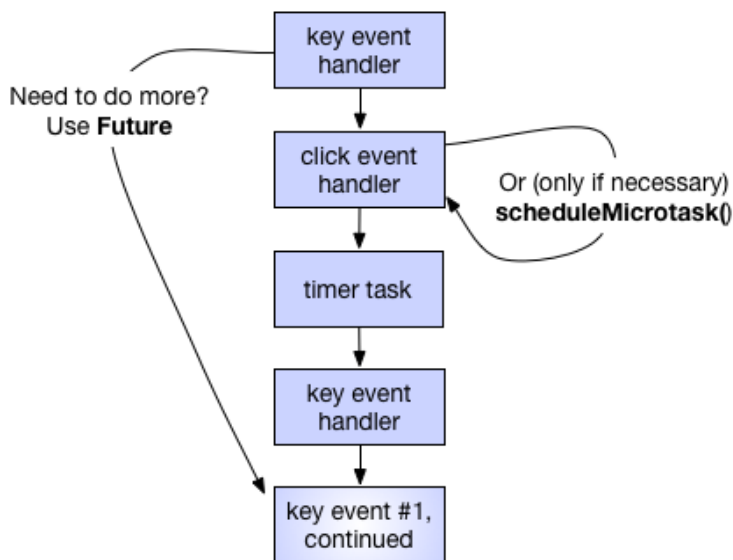 key event
handler
Need to do more?
Use Future
click event
handler
Or (only if necessary)
scheduleMicrotask()
timer task
key event
handler
key event #1,
continued